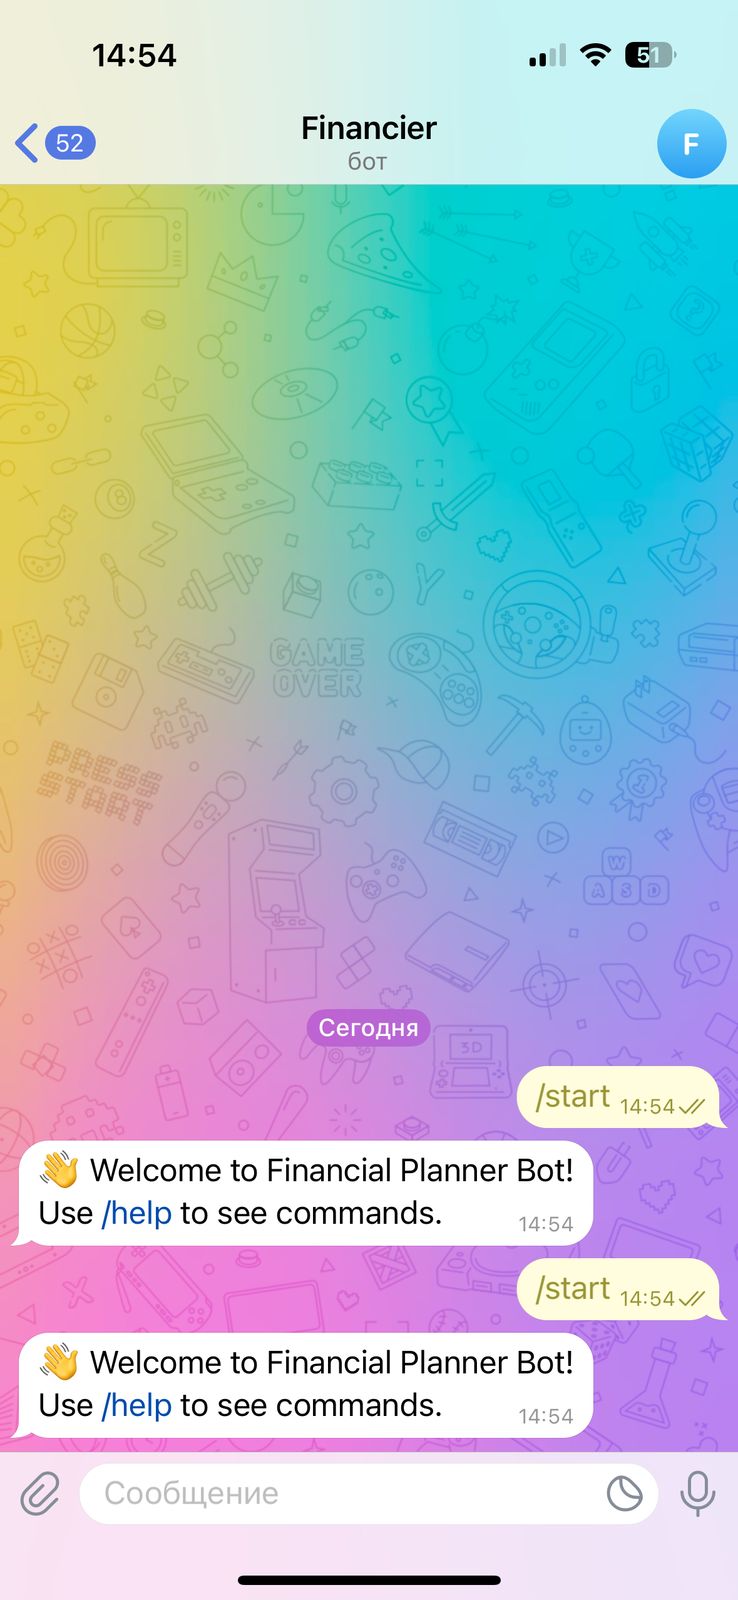 14:54
51
52
Financier
бот
F
GAME
OVER
PRESS
START
W
A S D
Сегодня
3D
/start 14:54
👋 Welcome to Financial Planner Bot!
Use /help to see commands. 14:54
/start 14:54
👋 Welcome to Financial Planner Bot!
Use /help to see commands. 14:54
Сообщение